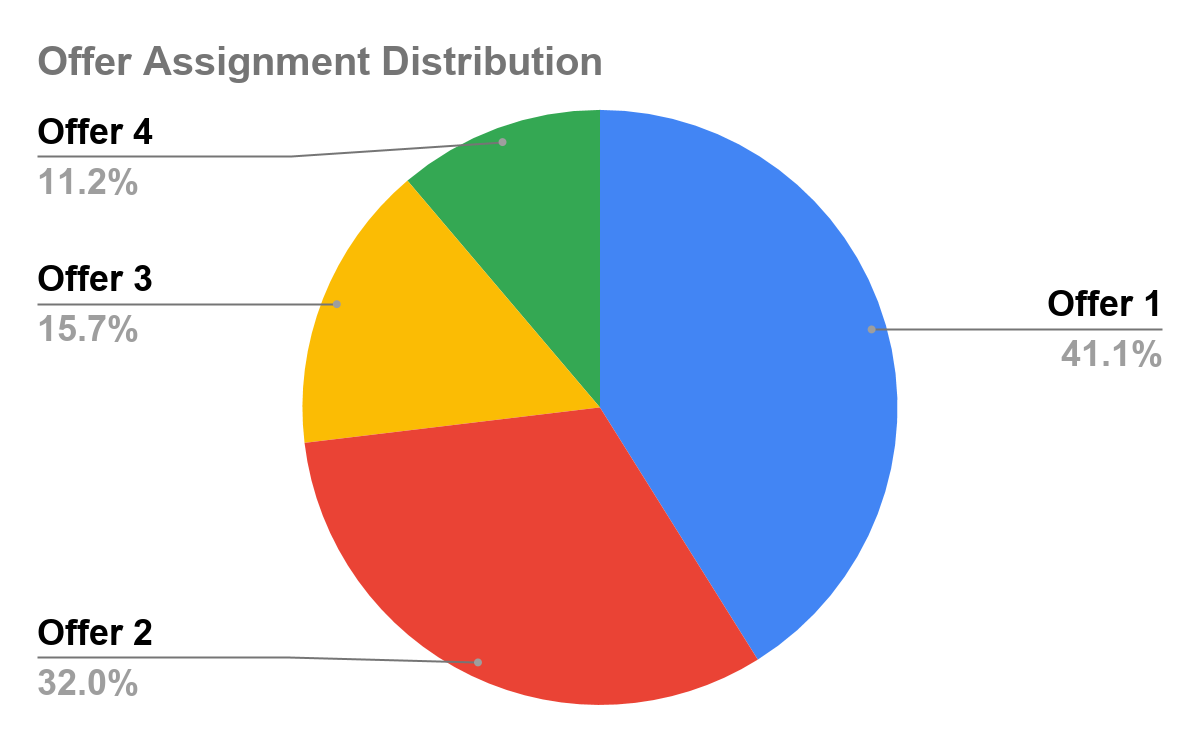 Offer Assignment Distribution
Offer 4
11.2%
Offer 3
15.7%
Offer 1
41.1%
Offer 2
32.0%